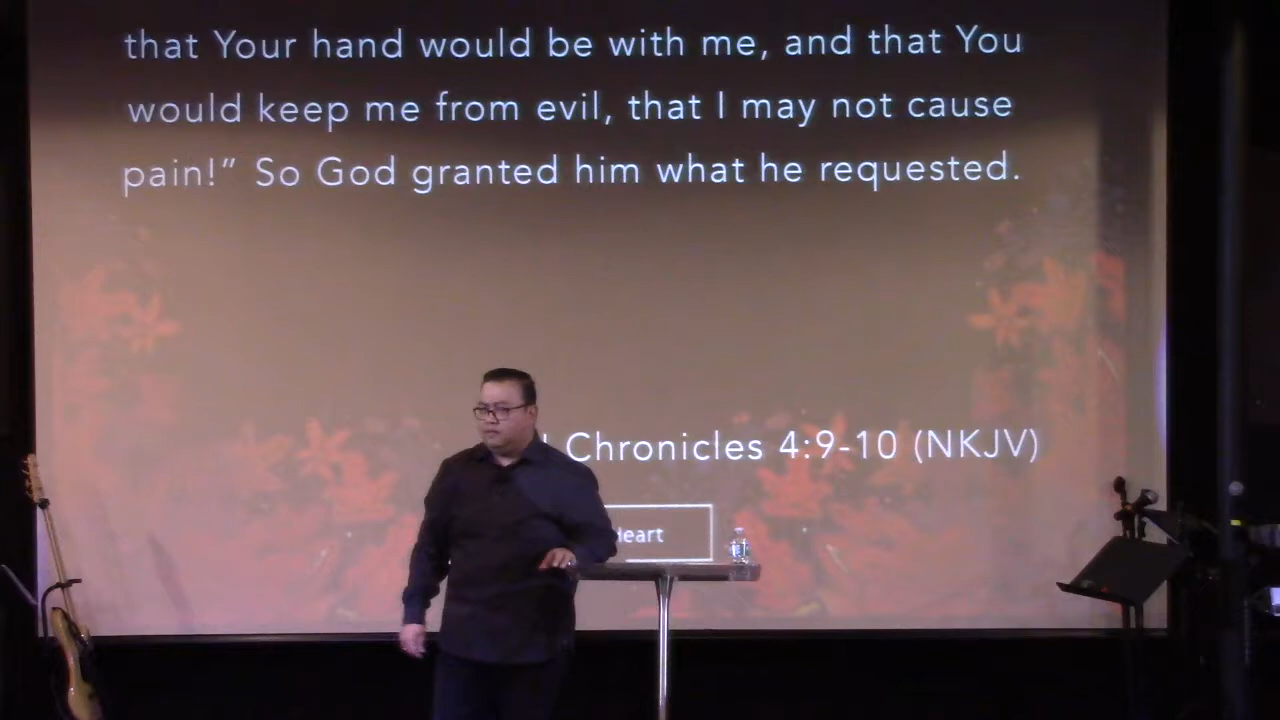 that Your hand would be with me, and that You
would keep me from evil, that I may not cause
pain!” So God granted him what he requested.
Chronicles 4:9-10 (NKJV)
Heart